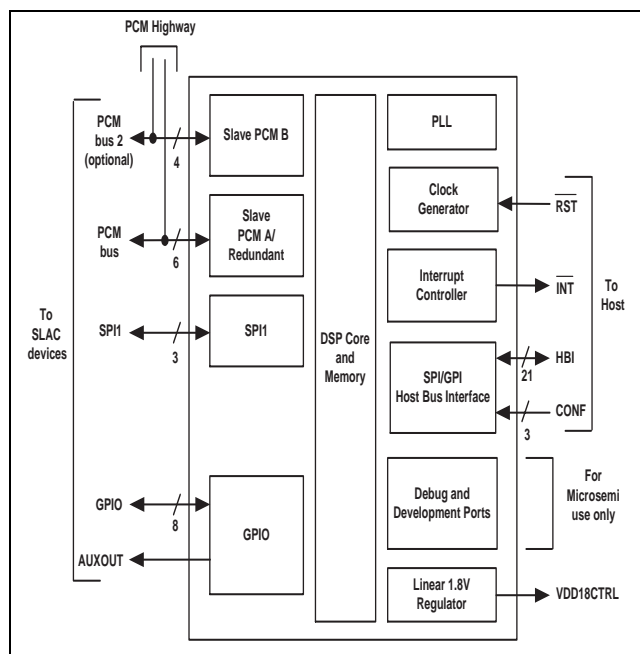 PCM Highway
PCM
bus 2
(optional)
4
Slave PCM B
PCM
bus
6
Slave
PCM A/
Redundant
To
SLAC
devices
SPI1
3
SPI1
GPIO
8
GPIO
AUXOUT
DSP Core
and
Memory
PLL
Clock
Generator
RST
Interrupt
Controller
INT
To
Host
SPI/GPI
Host Bus Interface
HBI
21
CONF
3
Debug and
Development Ports
For
Microsemi
use only
Linear 1.8V
Regulator
VDD18CTRL